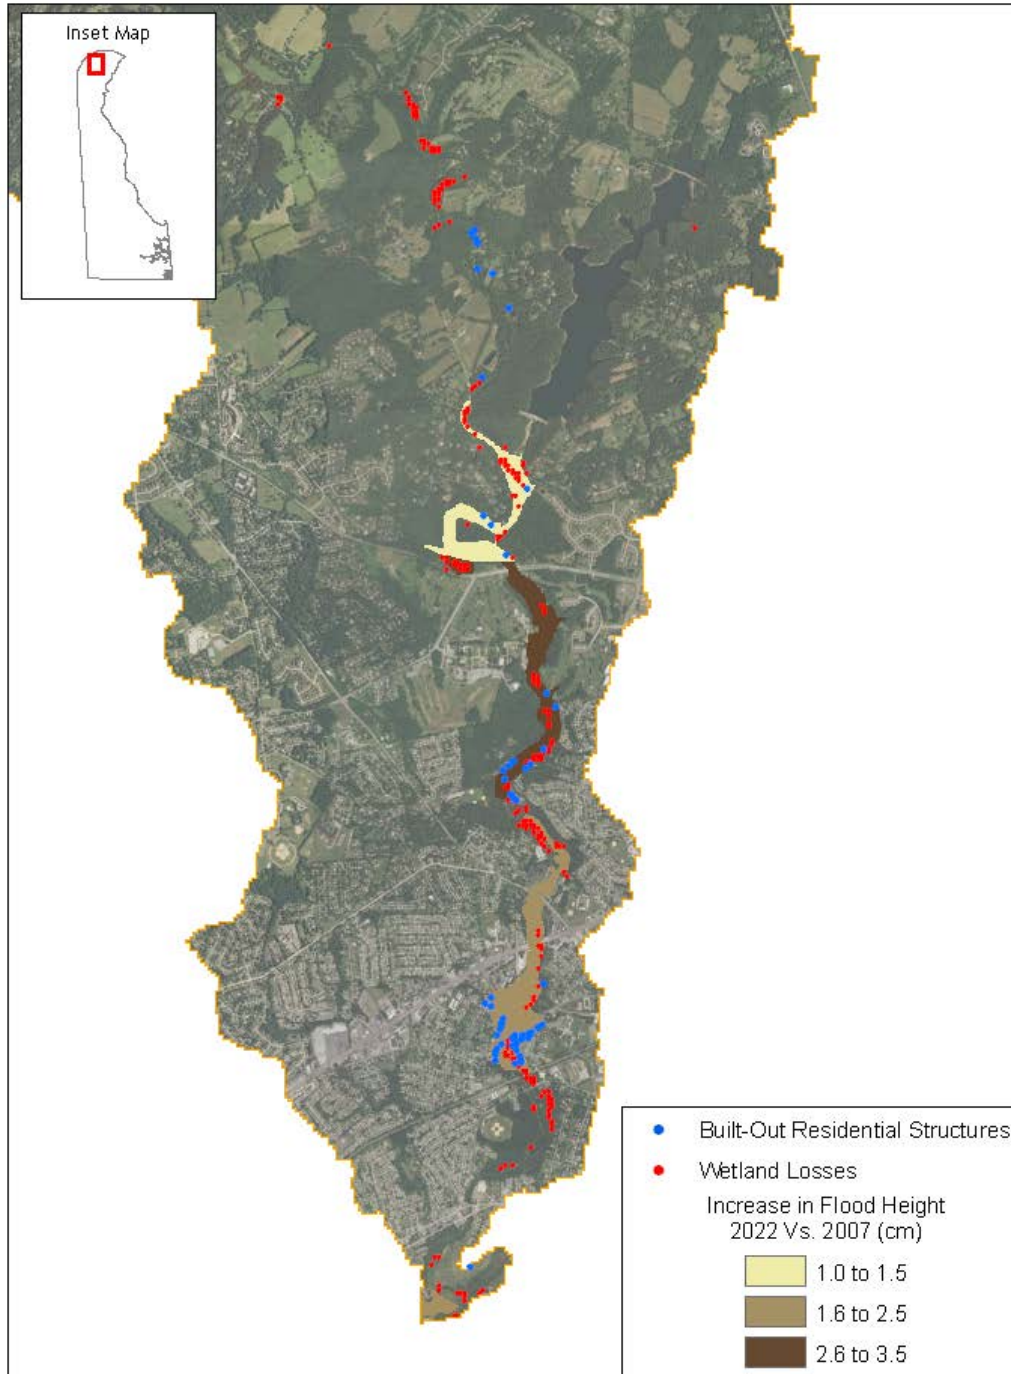 Inset Map
Built-Out Residential Structures
Wetland Losses
Increase in Flood Height
2022 Vs. 2007 (cm)
1.0 to 1.5
1.6 to 2.5
2.6 to 3.5